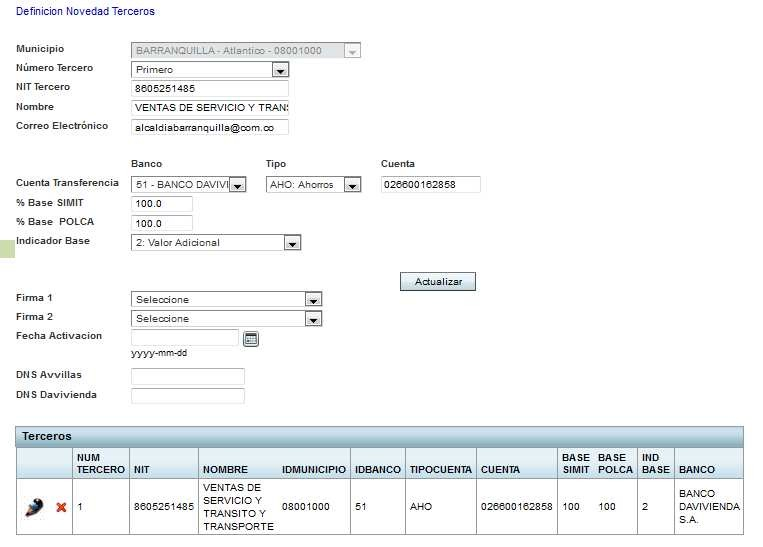 Definicion Novedad Terceros
Municipio BARRANQUILLA - Atlantico - 08001000
Número Tercero Primero
NIT Tercero 8605251485
Nombre VENTAS DE SERVICIO Y TRANS
Correo Electrónico alcaldiabarranquilla@com.co
Banco Tipo Cuenta
Cuenta Transferencia 51 - BANCO DAVIVI AHO: Ahorros 026600162858
% Base SIMIT 100.0
% Base POLCA 100.0
Indicador Base 2: Valor Adicional
Actualizar
Firma 1 Seleccione
Firma 2 Seleccione
Fecha Activacion
yyyy-mm-dd
DNS Avvillas
DNS Davivienda
Terceros
NUM TERCERO NIT NOMBRE IDMUNICIPIO IDBANCO TIPOCUENTA CUENTA BASE SIMIT BASE POLCA IND BASE BANCO
1 8605251485 VENTAS DE SERVICIO Y TRANSITO Y TRANSPORTE 08001000 51 AHO 026600162858 100 100 2 BANCO DAVIVIENDA S.A.